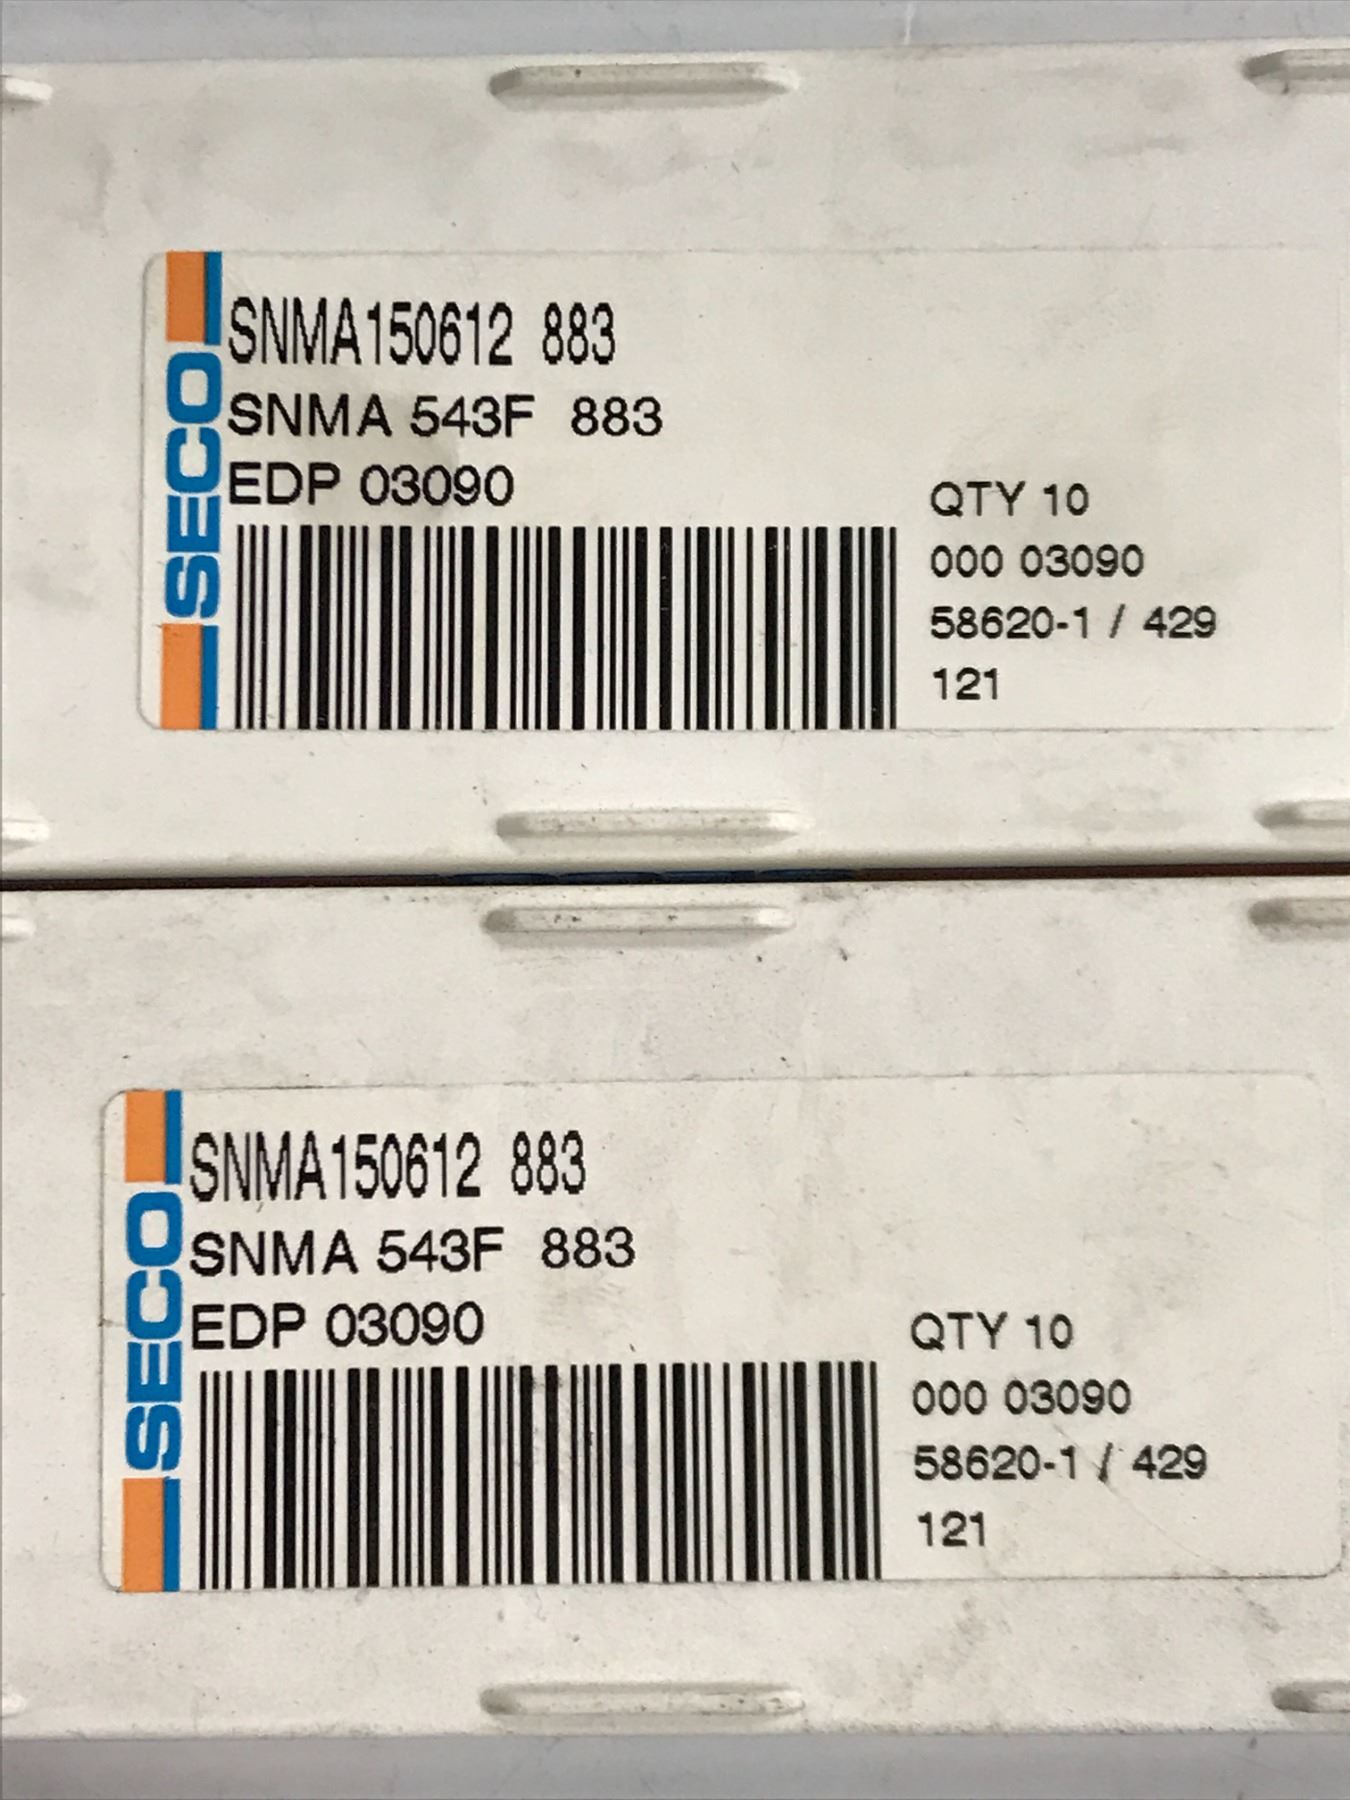 SECO
SNMA150612 883
SNMA 543F 883
EDP 03090
QTY 10
000 03090
58620-1 / 429
121
SECO
SNMA150612 883
SNMA 543F 883
EDP 03090
QTY 10
000 03090
58620-1 / 429
121